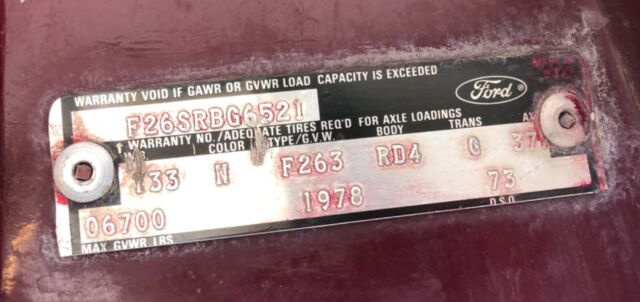 WARRANTY VOID IF GAWR OR GVWR LOAD CAPACITY IS EXCEEDED
Ford
F26SRBG6521
WARRANTY NO./ADEQUATE TIRES REQ'D FOR AXLE LOADINGS
COLOR TYPE/G.V.W. BODY TRANS
133 N F263 RD4 G 37
06700 1978 73
MAX GVWR LBS D.S.O.